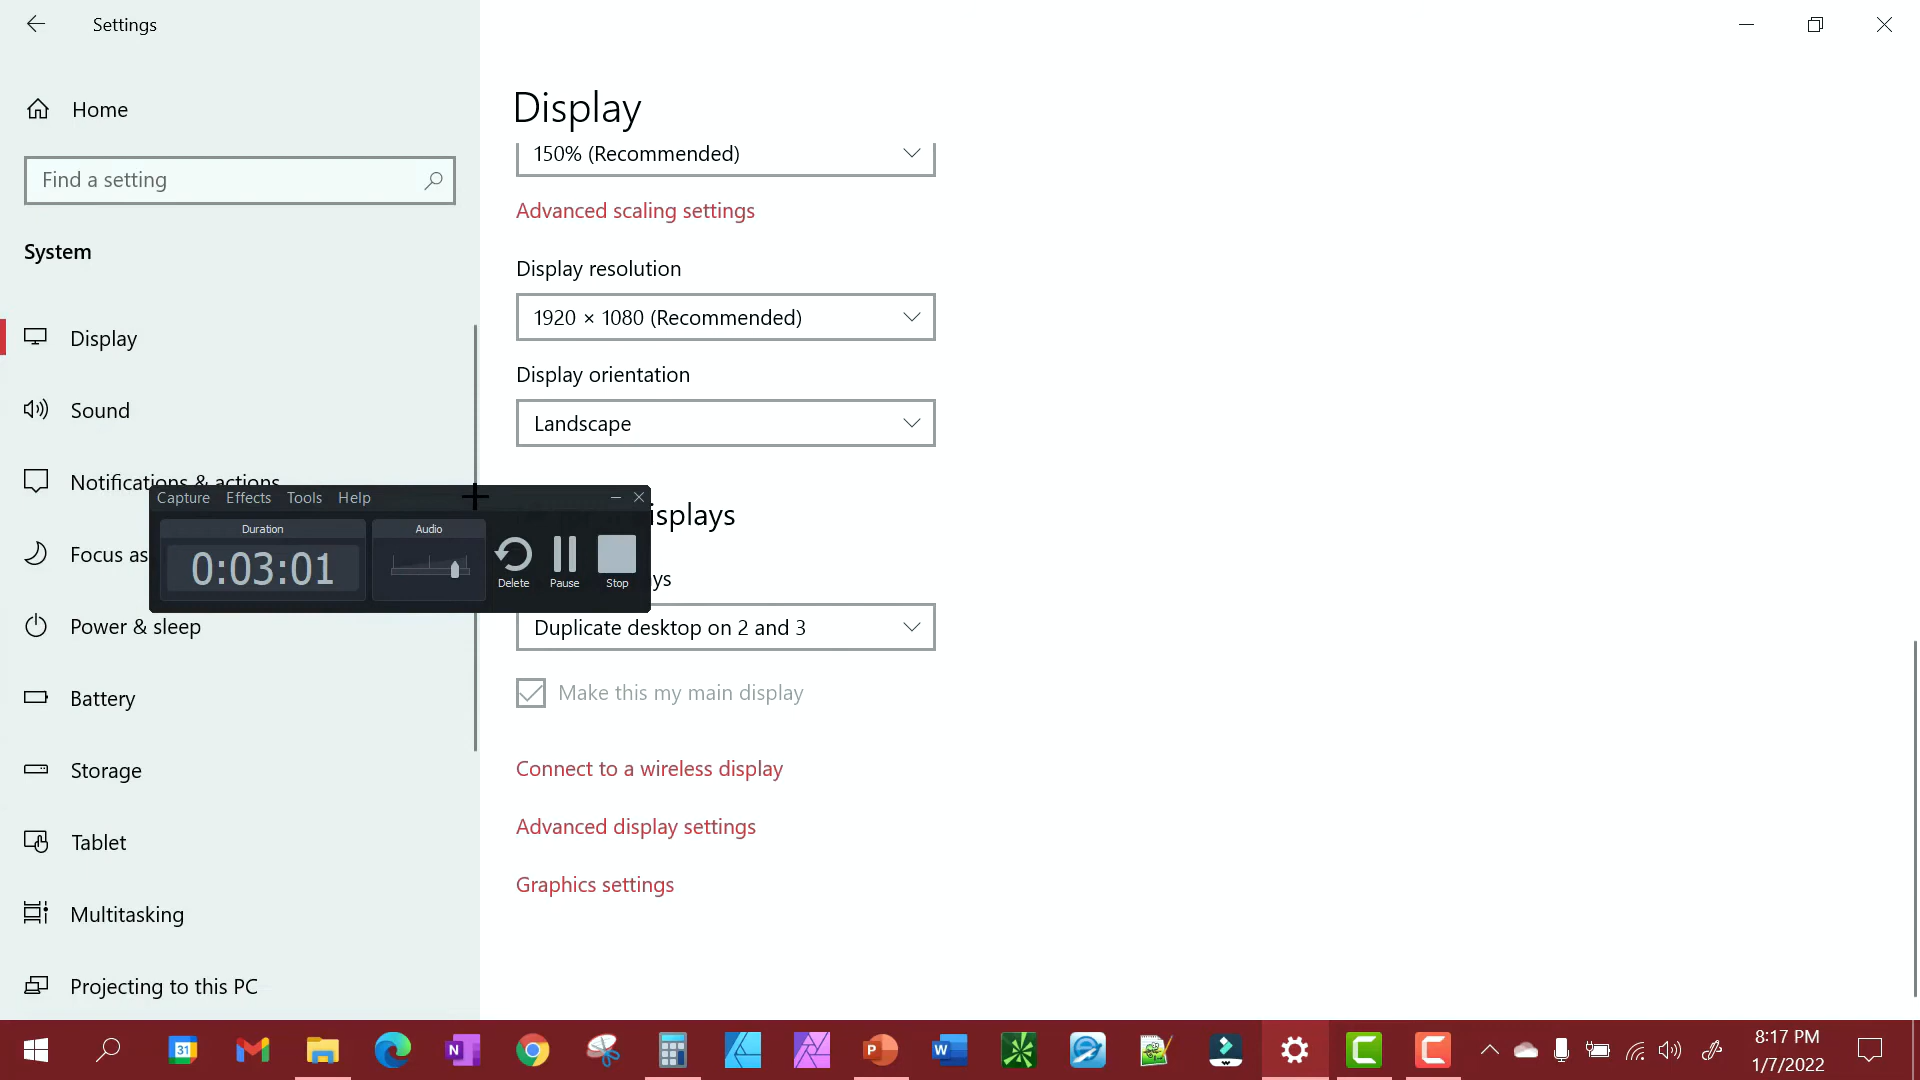 Settings
Home
Find a setting
System
Display
Sound
Notifications & actions
Focus as
Power & sleep
Battery
Storage
Tablet
Multitasking
Projecting to this PC
Display
150% (Recommended)
Advanced scaling settings
Display resolution
1920 × 1080 (Recommended)
Display orientation
Landscape
isplays
ys
Duplicate desktop on 2 and 3
Make this my main display
Connect to a wireless display
Advanced display settings
Graphics settings
Capture Effects Tools Help
Duration
0:03:01
Audio
Delete
Pause
Stop
31
N
P
W
C
C
8:17 PM
1/7/2022